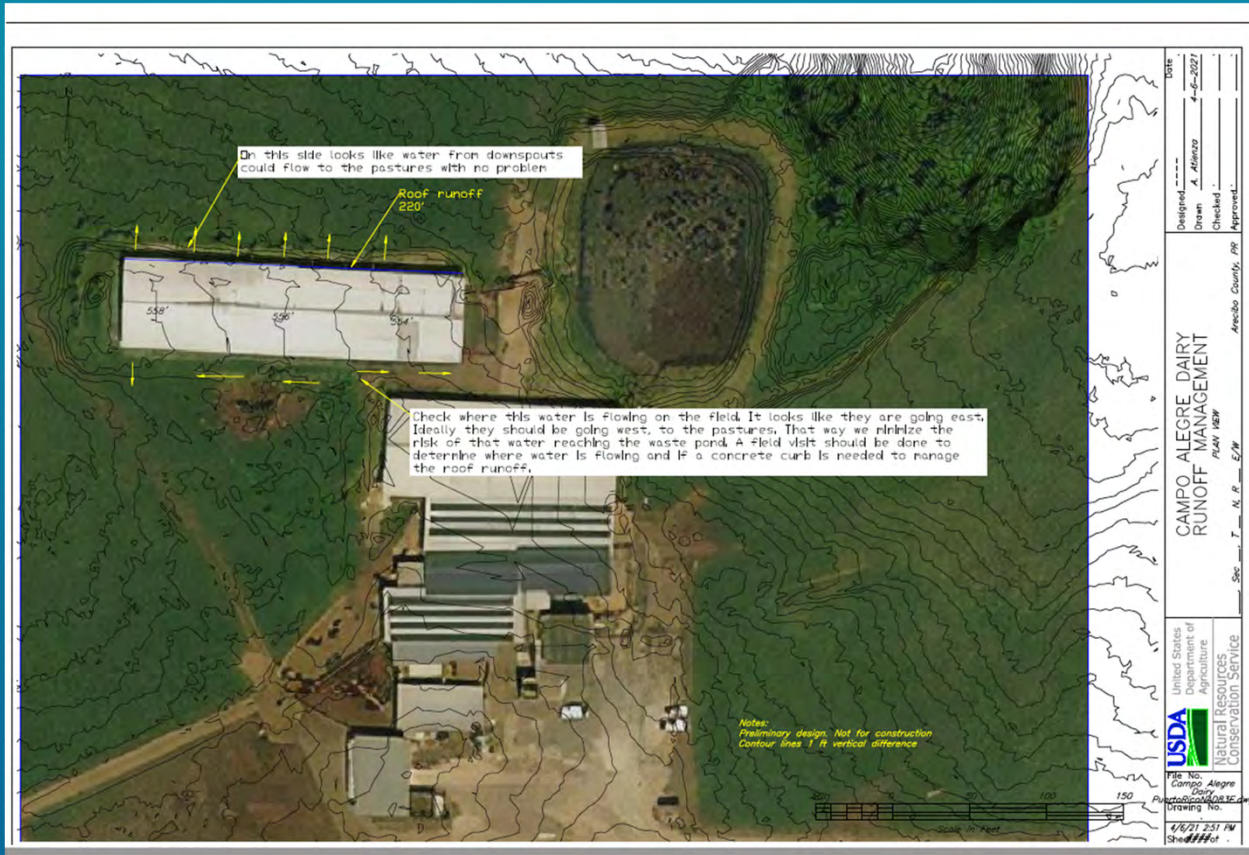 On this side looks like water from downspouts
could flow to the pastures with no problem
Roof runoff
220'
558'
556'
554'
Check where this water is flowing on the field. It looks like they are going east.
Ideally they should be going west, to the pastures. That way we minimize the
risk of that water reaching the waste pond. A field visit should be done to
determine where water is flowing and if a concrete curb is needed to manage
the roof runoff.
Notes:
Preliminary design. Not for construction
Contour lines 1 ft vertical difference
50
100
150
Scale in Feet
Date
Designed
Drawn A. Atienza 4-6-2021
Checked
Approved
CAMPO ALEGRE DAIRY
RUNOFF MANAGEMENT
PLAN VIEW
Arecibo County, PR
Sec T N, R E/W
USDA
United States
Department of
Agriculture
Natural Resources
Conservation Service
File No.
Campo Alegre
Dairy
Drawing No.
4/6/21 2:51 PM
Sheet of